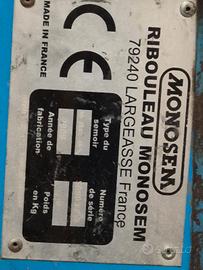 MONOSEM
RIBOULEAU MONOSEM
79240 LARGEASSE France
CE
MADE IN FRANCE
Type du
semoir
Numéro
de série
Année de
fabrication
Poids
en Kg